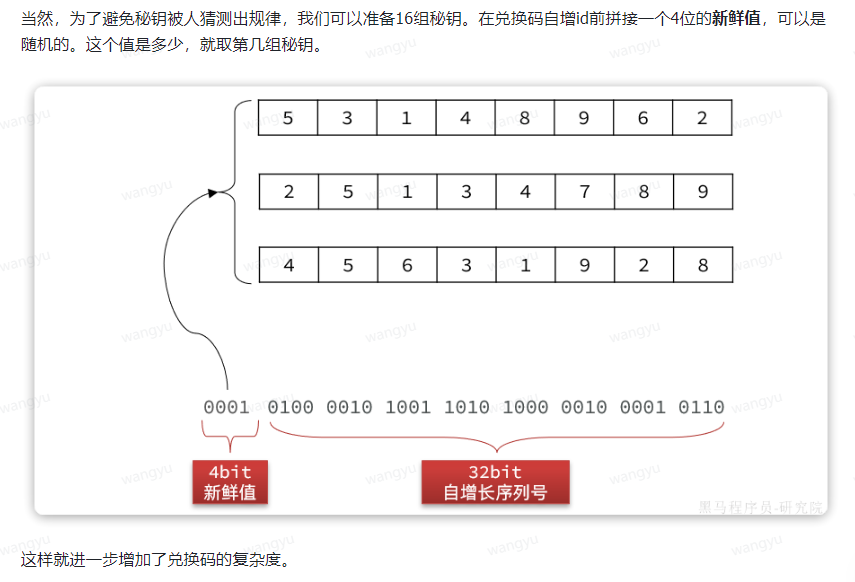 当然，为了避免秘钥被人猜测出规律，我们可以准备16组秘钥。在兑换码自增id前拼接一个4位的新鲜值，可以是
随机的。这个值是多少，就取第几组秘钥。
5 3 1 4 8 9 6 2
2 5 1 3 4 7 8 9
4 5 6 3 1 9 2 8
0001 0100 0010 1001 1010 1000 0010 0001 0110
4bit
新鲜值
32bit
自增长序列号
黑马程序员-研究院
这样就进一步增加了兑换码的复杂度。
wangyu